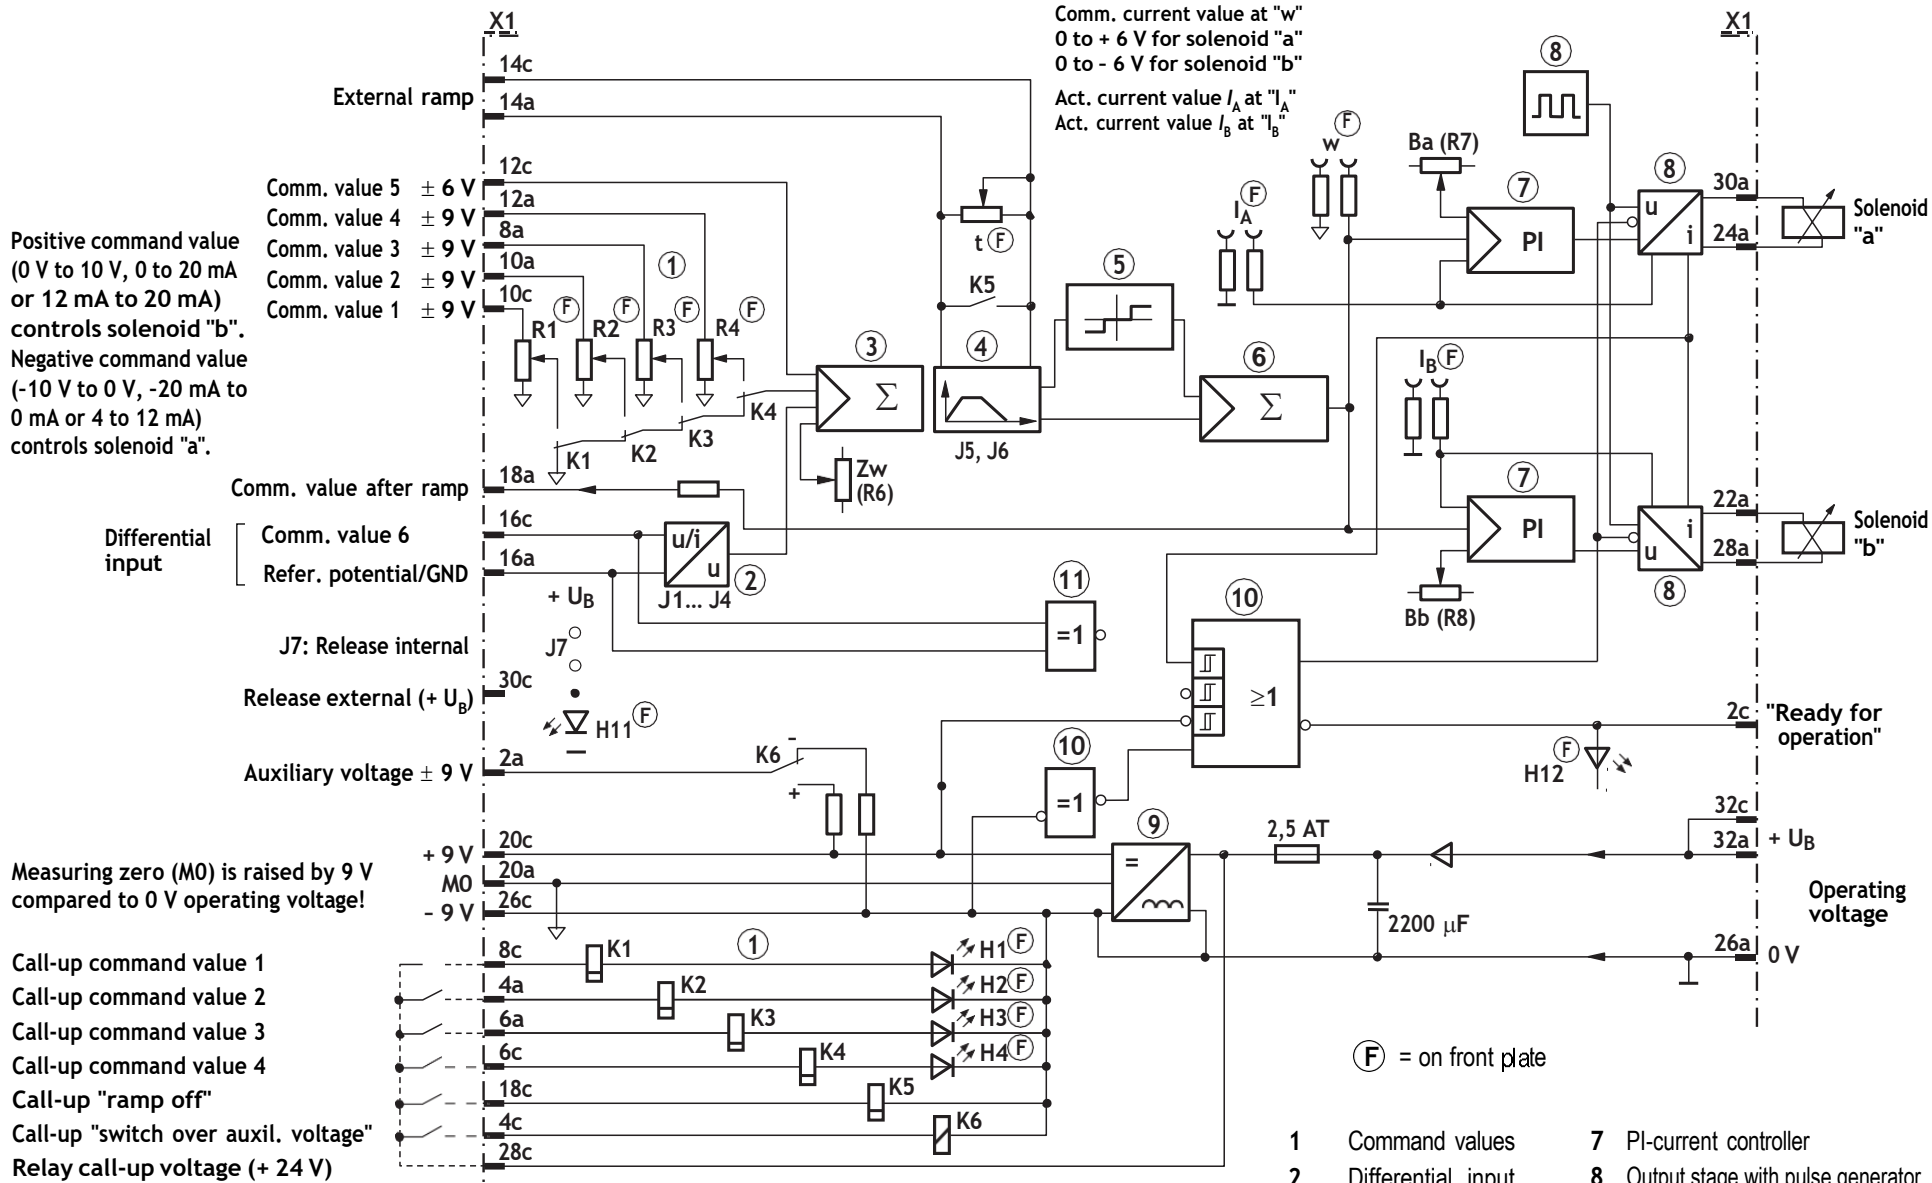 X1
14c
External ramp
14a
12c
Comm. value 5 ± 6 V
12a
Comm. value 4 ± 9 V
8a
Comm. value 3 ± 9 V
10a
Comm. value 2 ± 9 V
10c
Comm. value 1 ± 9 V
Positive command value
(0 V to 10 V, 0 to 20 mA
or 12 mA to 20 mA)
controls solenoid "b".
Negative command value
(-10 V to 0 V, -20 mA to
0 mA or 4 to 12 mA)
controls solenoid "a".
1
R1 F
R2 F
R3 F
R4 F
K1
K2
K3
K4
3
Σ
Zw
(R6)
t F
K5
4
J5, J6
5
6
Σ
Comm. current value at "w"
0 to + 6 V for solenoid "a"
0 to - 6 V for solenoid "b"
Act. current value IA at "IA"
Act. current value IB at "IB"
w F
IA F
IB F
Ba (R7)
7
PI
8
8
u
i
X1
30a
24a
Solenoid
"a"
7
PI
Bb (R8)
i
u
8
22a
28a
Solenoid
"b"
18a
Comm. value after ramp
Differential
input
16c
Comm. value 6
16a
Refer. potential/GND
u/i
u
2
J1... J4
+ UB
J7
J7: Release internal
30c
Release external (+ UB)
H11 F
11
=1
10
≥1
10
=1
2c
"Ready for
operation"
F
H12
2a
Auxiliary voltage ± 9 V
K6
-
+
20c
+ 9 V
20a
M0
26c
- 9 V
Measuring zero (M0) is raised by 9 V
compared to 0 V operating voltage!
9
=
2,5 AT
2200 µF
32c
32a
+ UB
Operating
voltage
26a
0 V
1
8c
Call-up command value 1
K1
H1 F
4a
Call-up command value 2
K2
H2 F
6a
Call-up command value 3
K3
H3 F
6c
Call-up command value 4
K4
H4 F
18c
Call-up "ramp off"
K5
4c
Call-up "switch over auxil. voltage"
K6
28c
Relay call-up voltage (+ 24 V)
F = on front plate
1 Command values
7 PI-current controller
2 Differential input
8 Output stage with pulse generator